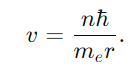 v = \frac{n\hbar}{m_e r}.